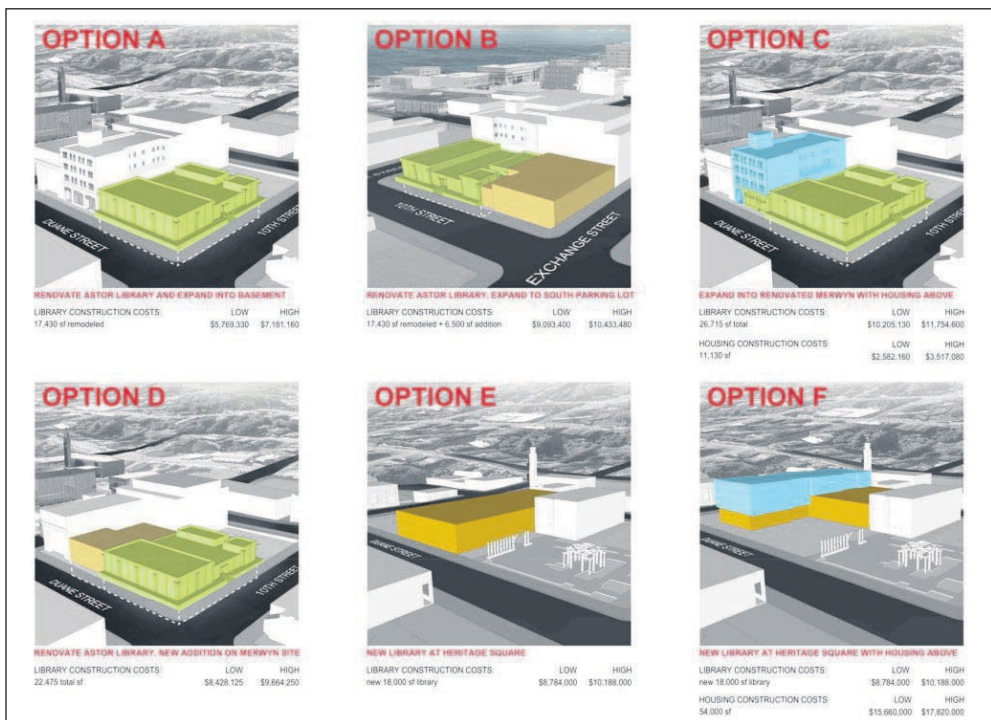 OPTION A
DUANE STREET
10TH STREET
RENOVATE ASTOR LIBRARY AND EXPAND INTO BASEMENT
LIBRARY CONSTRUCTION COSTS: LOW HIGH
17,430 sf remodeled $5,769,330 $7,181,160
OPTION B
STREET
10TH STREET
EXCHANGE STREET
RENOVATE ASTOR LIBRARY, EXPAND TO SOUTH PARKING LOT
LIBRARY CONSTRUCTION COSTS: LOW HIGH
17,430 sf remodeled + 6,500 sf addition $9,093,400 $10,433,480
OPTION C
DUANE STREET
10TH STREET
EXPAND INTO RENOVATED MERWYN WITH HOUSING ABOVE
LIBRARY CONSTRUCTION COSTS: LOW HIGH
26,715 sf total $10,205,130 $11,754,600
HOUSING CONSTRUCTION COSTS: LOW HIGH
11,130 sf $2,582,160 $3,517,080
OPTION D
DUANE STREET
10TH STREET
RENOVATE ASTOR LIBRARY, NEW ADDITION ON MERWYN SITE
LIBRARY CONSTRUCTION COSTS: LOW HIGH
22,475 total sf $8,428,125 $9,664,250
OPTION E
DUANE STREET
NEW LIBRARY AT HERITAGE SQUARE
LIBRARY CONSTRUCTION COSTS: LOW HIGH
new 18,000 sf library $8,784,000 $10,188,000
OPTION F
DUANE STREET
NEW LIBRARY AT HERITAGE SQUARE WITH HOUSING ABOVE
LIBRARY CONSTRUCTION COSTS: LOW HIGH
new 18,000 sf library $8,784,000 $10,188,000
HOUSING CONSTRUCTION COSTS: LOW HIGH
54,000 sf $15,660,000 $17,820,000